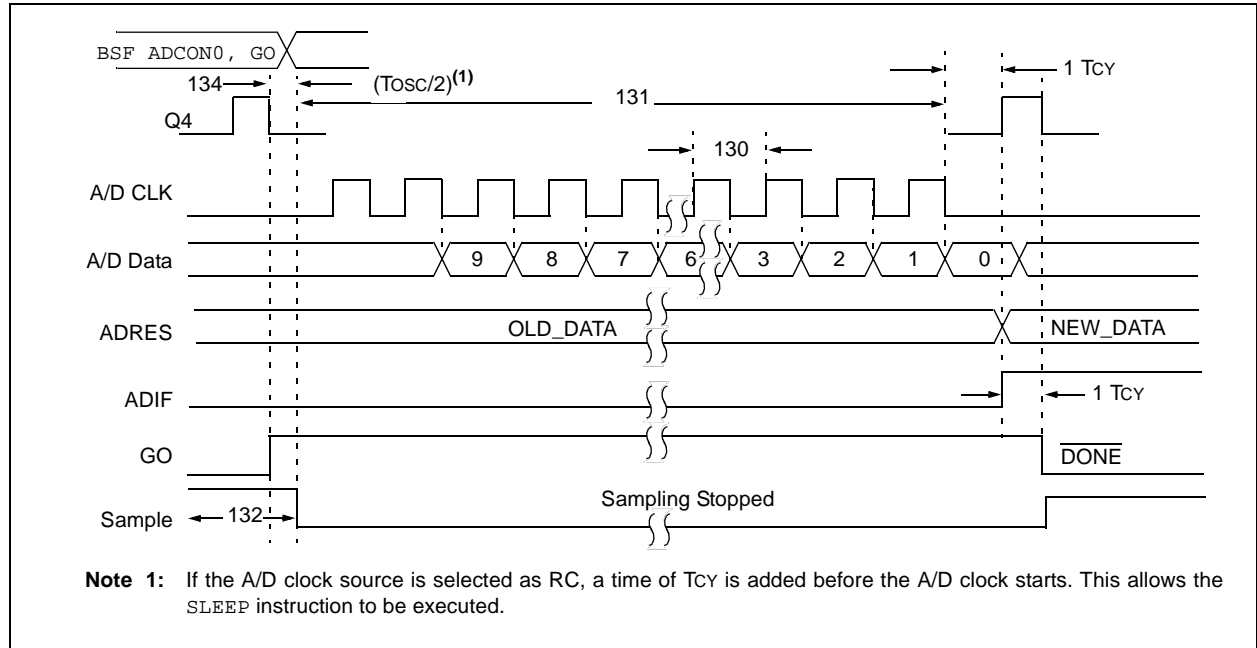 BSF ADCON0, GO
134 (TOSC/2)(1) 131 1 TCY
Q4
130
A/D CLK
A/D Data 9 8 7 6 3 2 1 0
ADRES OLD_DATA NEW_DATA
ADIF 1 TCY
GO DONE
Sampling Stopped
Sample 132
Note 1: If the A/D clock source is selected as RC, a time of TCY is added before the A/D clock starts. This allows the
SLEEP instruction to be executed.